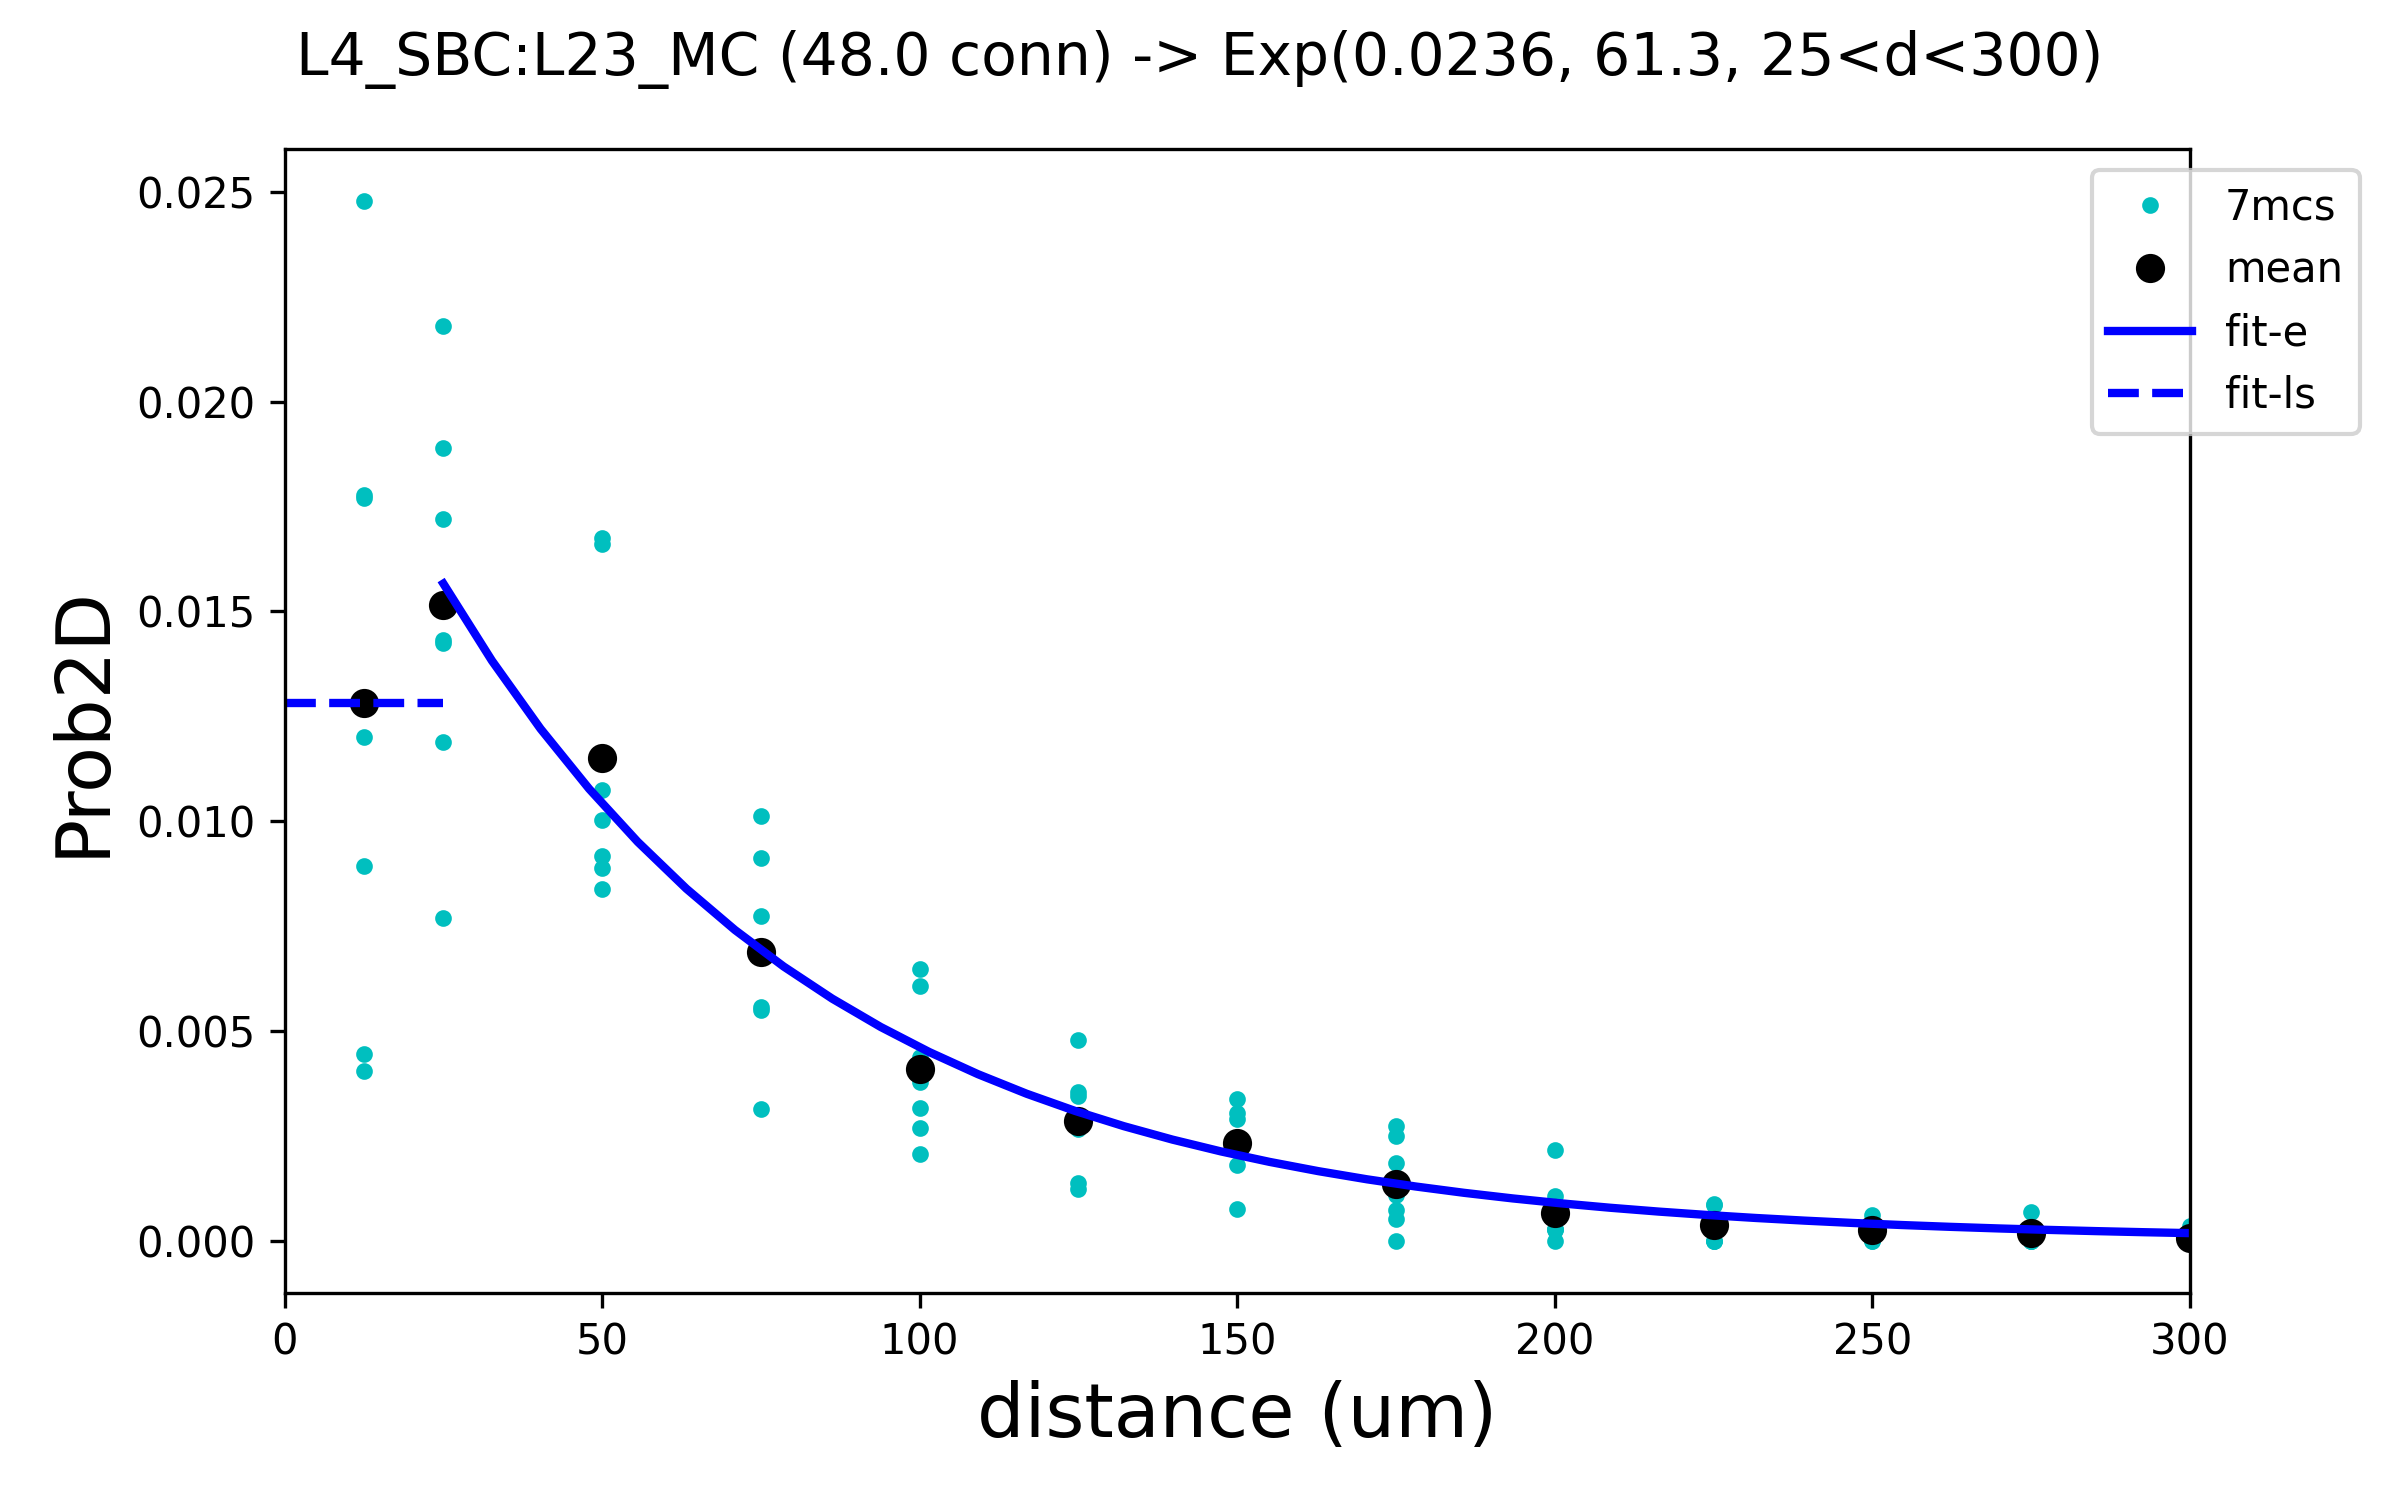 L4_SBC:L23_MC (48.0 conn) -> Exp(0.0236, 61.3, 25<d<300)
0.025
0.020
0.015
0.010
0.005
0.000
Prob2D
7mcs
mean
fit-e
fit-ls
0 50 100 150 200 250 300
distance (um)